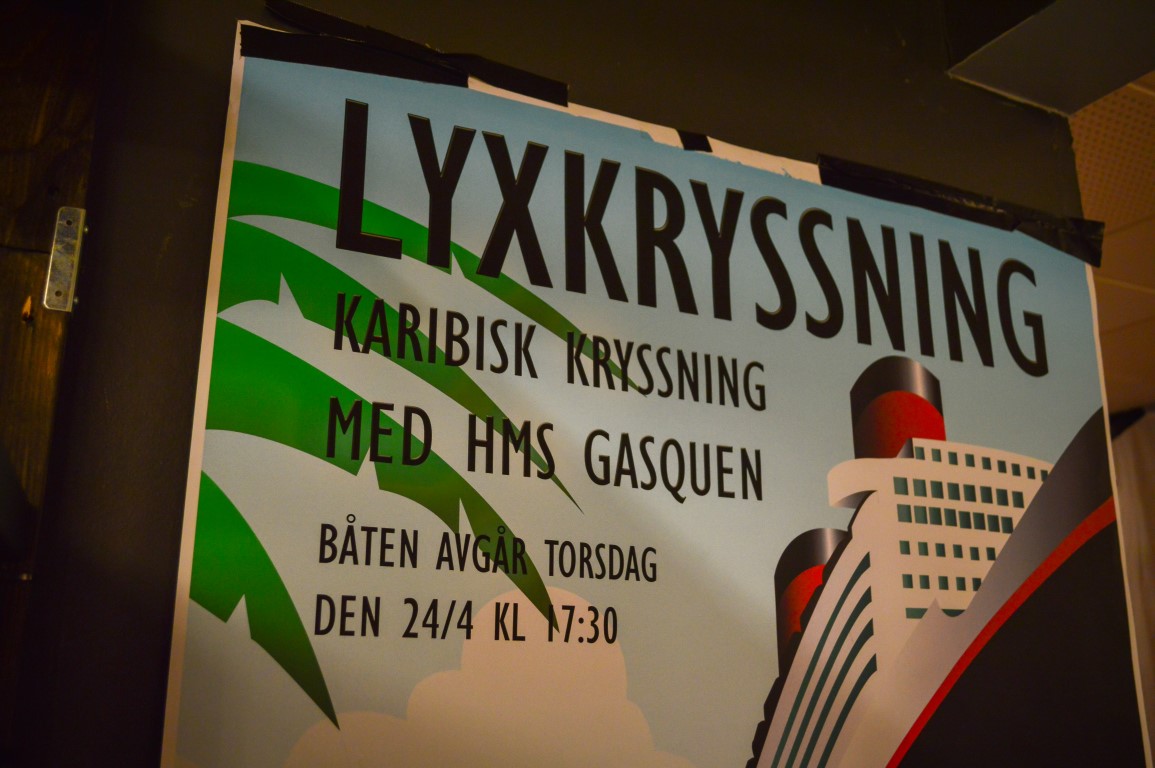 LYXKRYSSNING
KARIBISK KRYSSNING
MED HMS GASQUEN
BÅTEN AVGÅR TORSDAG
DEN 24/4 KL 17:30